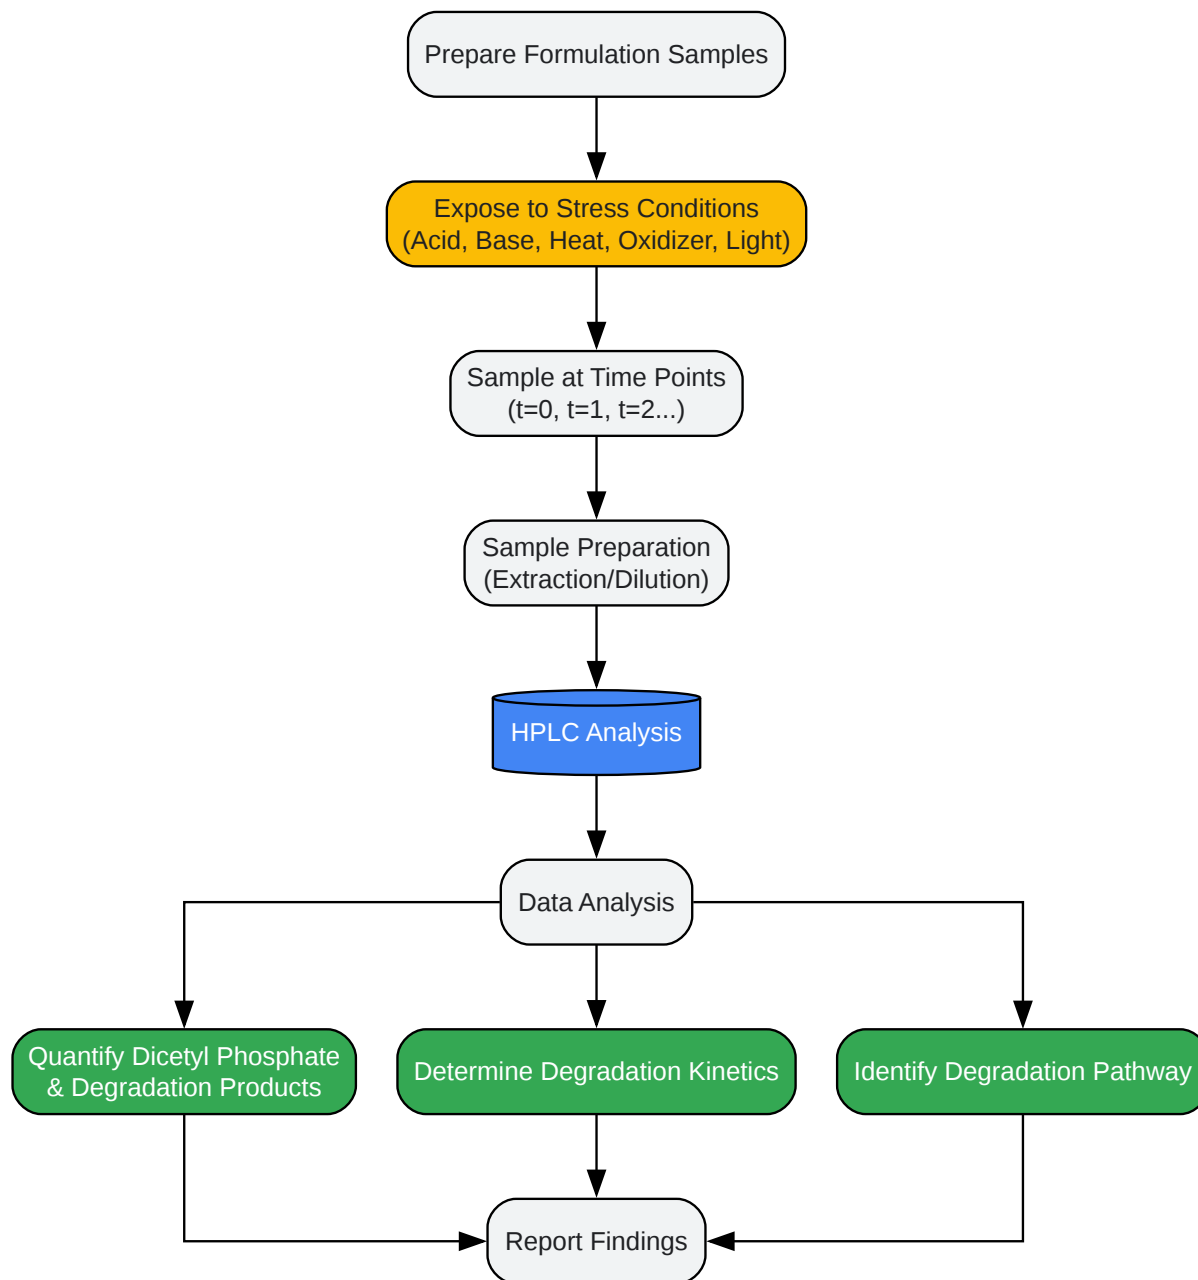 Prepare Formulation Samples
Expose to Stress Conditions
(Acid, Base, Heat, Oxidizer, Light)
Sample at Time Points
(t=0, t=1, t=2...)
Sample Preparation
(Extraction/Dilution)
HPLC Analysis
Data Analysis
Quantify Dicetyl Phosphate
& Degradation Products
Determine Degradation Kinetics
Identify Degradation Pathway
Report Findings